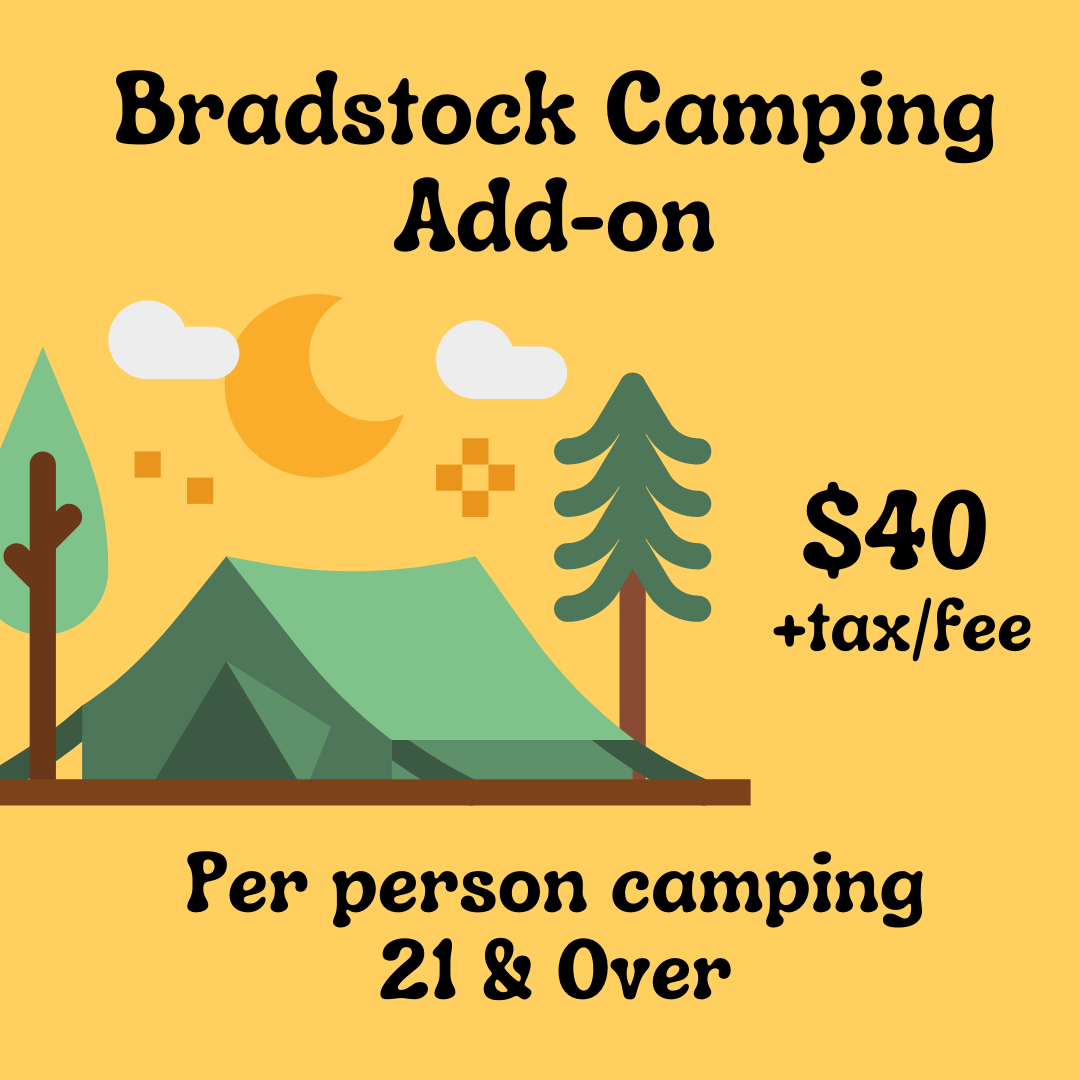 Bradstock Camping
Add-on
$40
+tax/fee
Per person camping
21 & Over